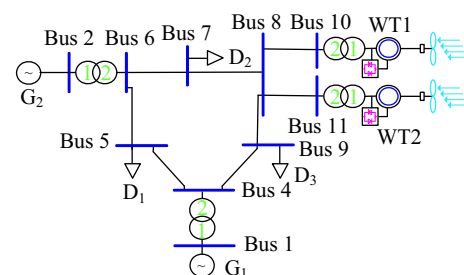 Bus 8 Bus 10
Bus 7 WT1
Bus 2 Bus 6
2 1
D2
1 2
~
G2
2 1
Bus 11
WT2
Bus 5
Bus 9
D1
Bus 4
D3
2
1
Bus 1
~
G1